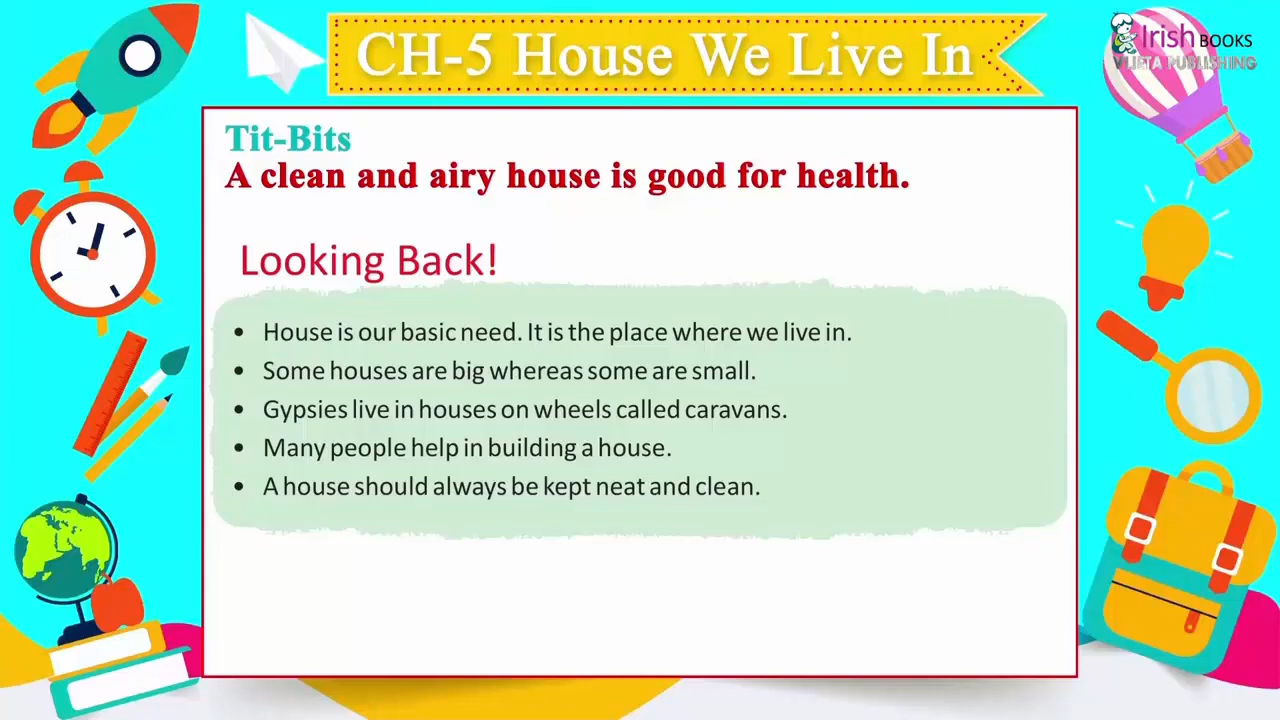 CH-5 House We Live In
Irish BOOKS
VIJETA PUBLISHING
Tit-Bits
A clean and airy house is good for health.
Looking Back!
• House is our basic need. It is the place where we live in.
• Some houses are big whereas some are small.
• Gypsies live in houses on wheels called caravans.
• Many people help in building a house.
• A house should always be kept neat and clean.